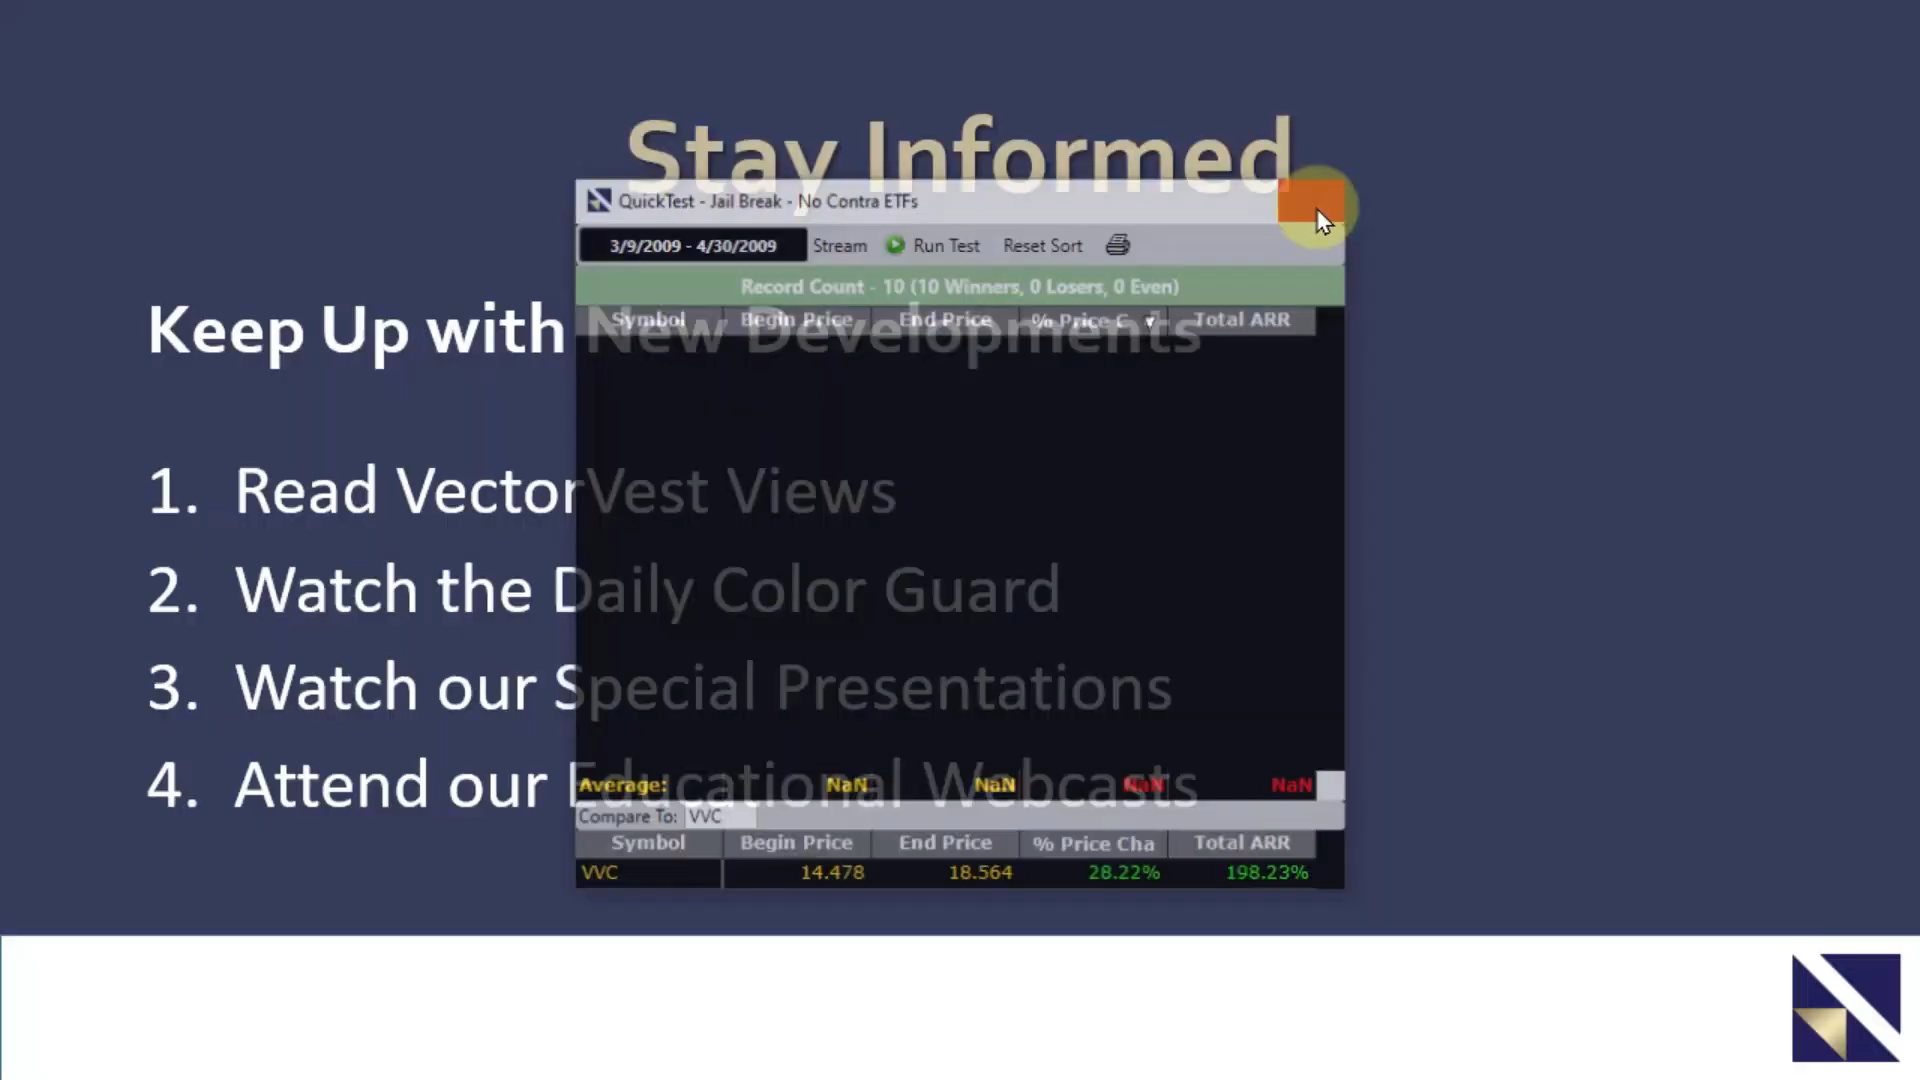 Stay Informed
QuickTest - Jail Break - No Contra ETFs
3/9/2009 - 4/30/2009 Stream Run Test Reset Sort
Record Count - 10 (10 Winners, 0 Losers, 0 Even)
Symbol Begin Price End Price % Price C Total ARR
Keep Up with New Developments
1. Read VectorVest Views
2. Watch the Daily Color Guard
3. Watch our Special Presentations
4. Attend our Educational Webcasts
Average: NaN NaN NaN NaN
Compare To: VVC
Symbol Begin Price End Price % Price Cha Total ARR
VVC 14.478 18.564 28.22% 198.23%